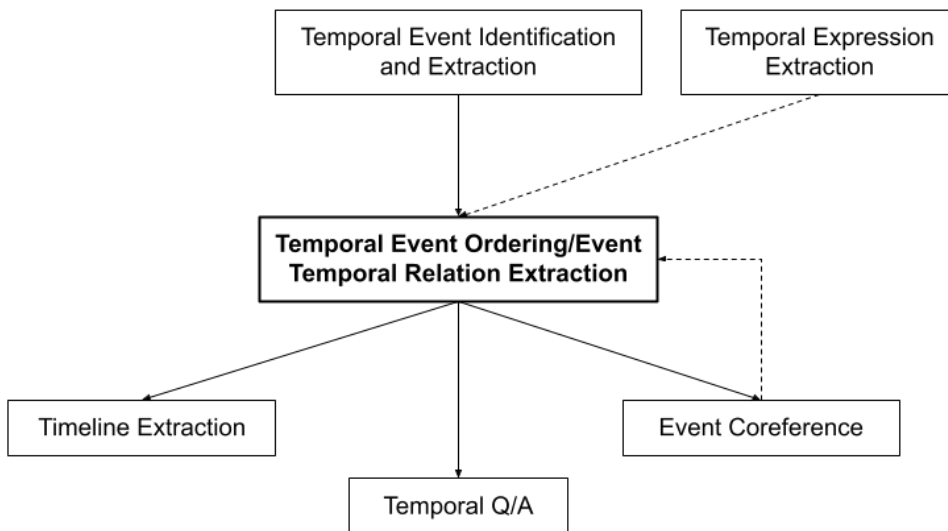 Temporal Event Identification
and Extraction
Temporal Expression
Extraction
Temporal Event Ordering/Event
Temporal Relation Extraction
Timeline Extraction
Event Coreference
Temporal Q/A